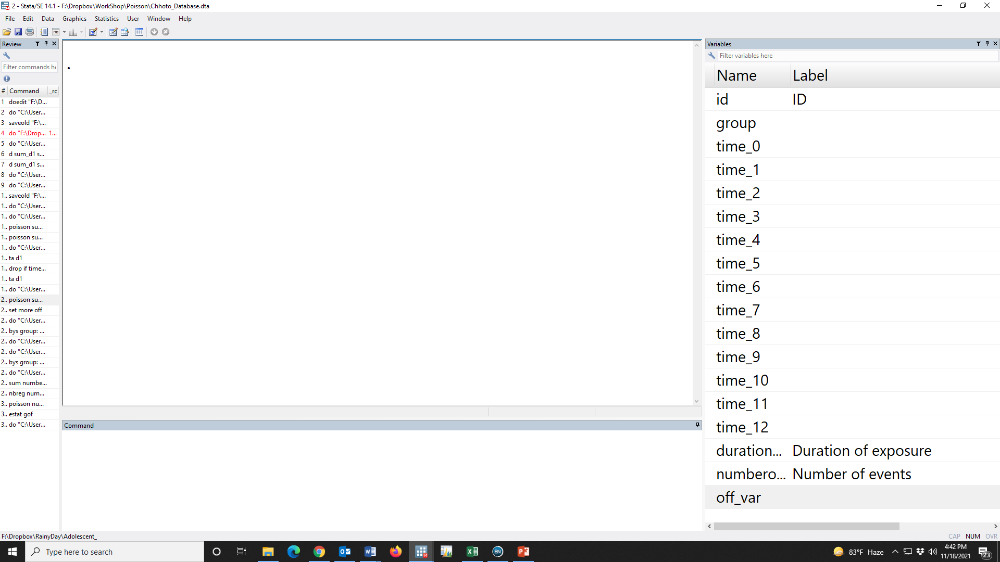 2 - Stata/SE 14.1 - F:\Dropbox\WorkShop\Poisson\Chhoto_Database.dta
File Edit Data Graphics Statistics User Window Help
Review
Filter commands he
# Command _rc
1 doedit "F:\D...
2 do "C:\User...
3 saveold "F:\...
4 do "F:\Drop... 1...
5 do "C:\User...
6 d sum_d1 s...
7 d sum_d1 s...
8 do "C:\User...
9 do "C:\User...
1.. saveold "F:\...
1.. do "C:\User...
1.. do "C:\User...
1.. poisson su...
1.. poisson su...
1.. do "C:\User...
1.. ta d1
1.. drop if time...
1.. ta d1
1.. do "C:\User...
2.. poisson su...
2.. set more off
2.. do "C:\User...
2.. bys group: ...
2.. do "C:\User...
2.. do "C:\User...
2.. bys group: ...
2.. do "C:\User...
2.. sum numbe...
2.. nbreg num...
3.. poisson nu...
3.. estat gof
3.. do "C:\User...
.
Command
Variables
Filter variables here
Name Label
id ID
group
time_0
time_1
time_2
time_3
time_4
time_5
time_6
time_7
time_8
time_9
time_10
time_11
time_12
duration... Duration of exposure
numbero... Number of events
off_var
F:\Dropbox\RainyDay\Adolescent_
CAP NUM OVR
Type here to search
14
EN
83°F Haze
4:42 PM
11/18/2021
23